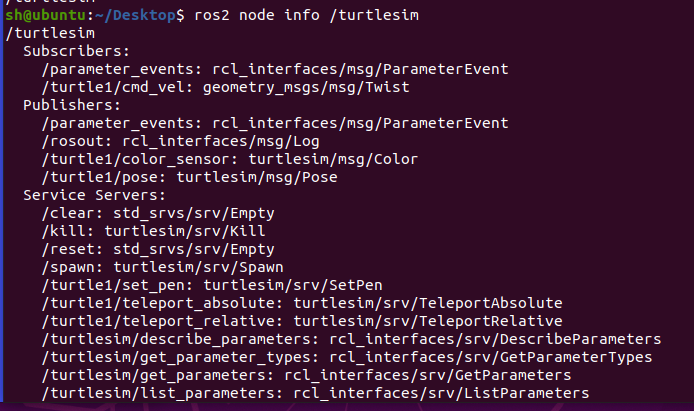 /turtlesim
sh@ubuntu:~/Desktop$ ros2 node info /turtlesim
/turtlesim
  Subscribers:
    /parameter_events: rcl_interfaces/msg/ParameterEvent
    /turtle1/cmd_vel: geometry_msgs/msg/Twist
  Publishers:
    /parameter_events: rcl_interfaces/msg/ParameterEvent
    /rosout: rcl_interfaces/msg/Log
    /turtle1/color_sensor: turtlesim/msg/Color
    /turtle1/pose: turtlesim/msg/Pose
  Service Servers:
    /clear: std_srvs/srv/Empty
    /kill: turtlesim/srv/Kill
    /reset: std_srvs/srv/Empty
    /spawn: turtlesim/srv/Spawn
    /turtle1/set_pen: turtlesim/srv/SetPen
    /turtle1/teleport_absolute: turtlesim/srv/TeleportAbsolute
    /turtle1/teleport_relative: turtlesim/srv/TeleportRelative
    /turtlesim/describe_parameters: rcl_interfaces/srv/DescribeParameters
    /turtlesim/get_parameter_types: rcl_interfaces/srv/GetParameterTypes
    /turtlesim/get_parameters: rcl_interfaces/srv/GetParameters
    /turtlesim/list_parameters: rcl_interfaces/srv/ListParameters